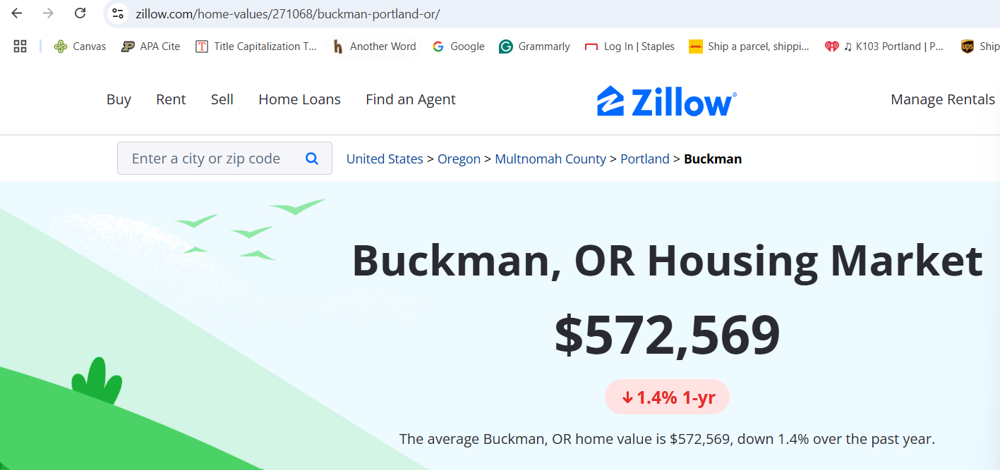 zillow.com/home-values/271068/buckman-portland-or/
Canvas APA Cite Title Capitalization T... Another Word Google Grammarly Log In | Staples Ship a parcel, shippi... ♫ K103 Portland | P... Ship
Buy Rent Sell Home Loans Find an Agent Zillow® Manage Rentals
Enter a city or zip code United States > Oregon > Multnomah County > Portland > Buckman
Buckman, OR Housing Market
$572,569
↓ 1.4% 1-yr
The average Buckman, OR home value is $572,569, down 1.4% over the past year.